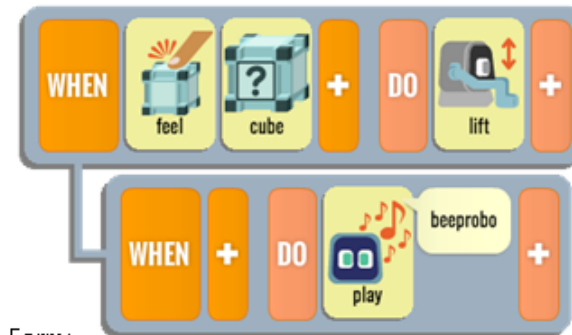 WHEN feel ? cube + DO lift +
WHEN + DO play beeprobo +